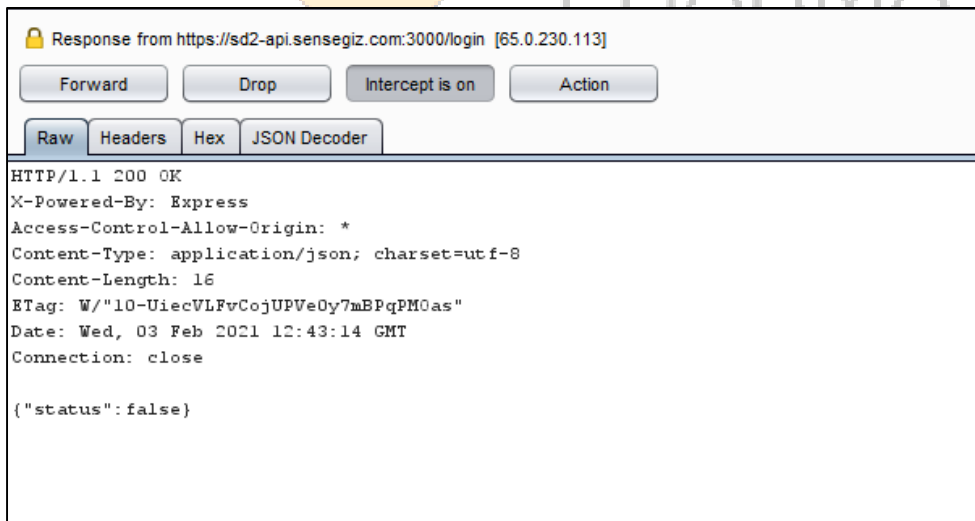 Response from https://sd2-api.sensegiz.com:3000/login [65.0.230.113]
Forward Drop Intercept is on Action
Raw Headers Hex JSON Decoder
HTTP/1.1 200 OK
X-Powered-By: Express
Access-Control-Allow-Origin: *
Content-Type: application/json; charset=utf-8
Content-Length: 16
ETag: W/"10-UiecVLFvCojUPVeOy7mBPqPM0as"
Date: Wed, 03 Feb 2021 12:43:14 GMT
Connection: close
{"status":false}